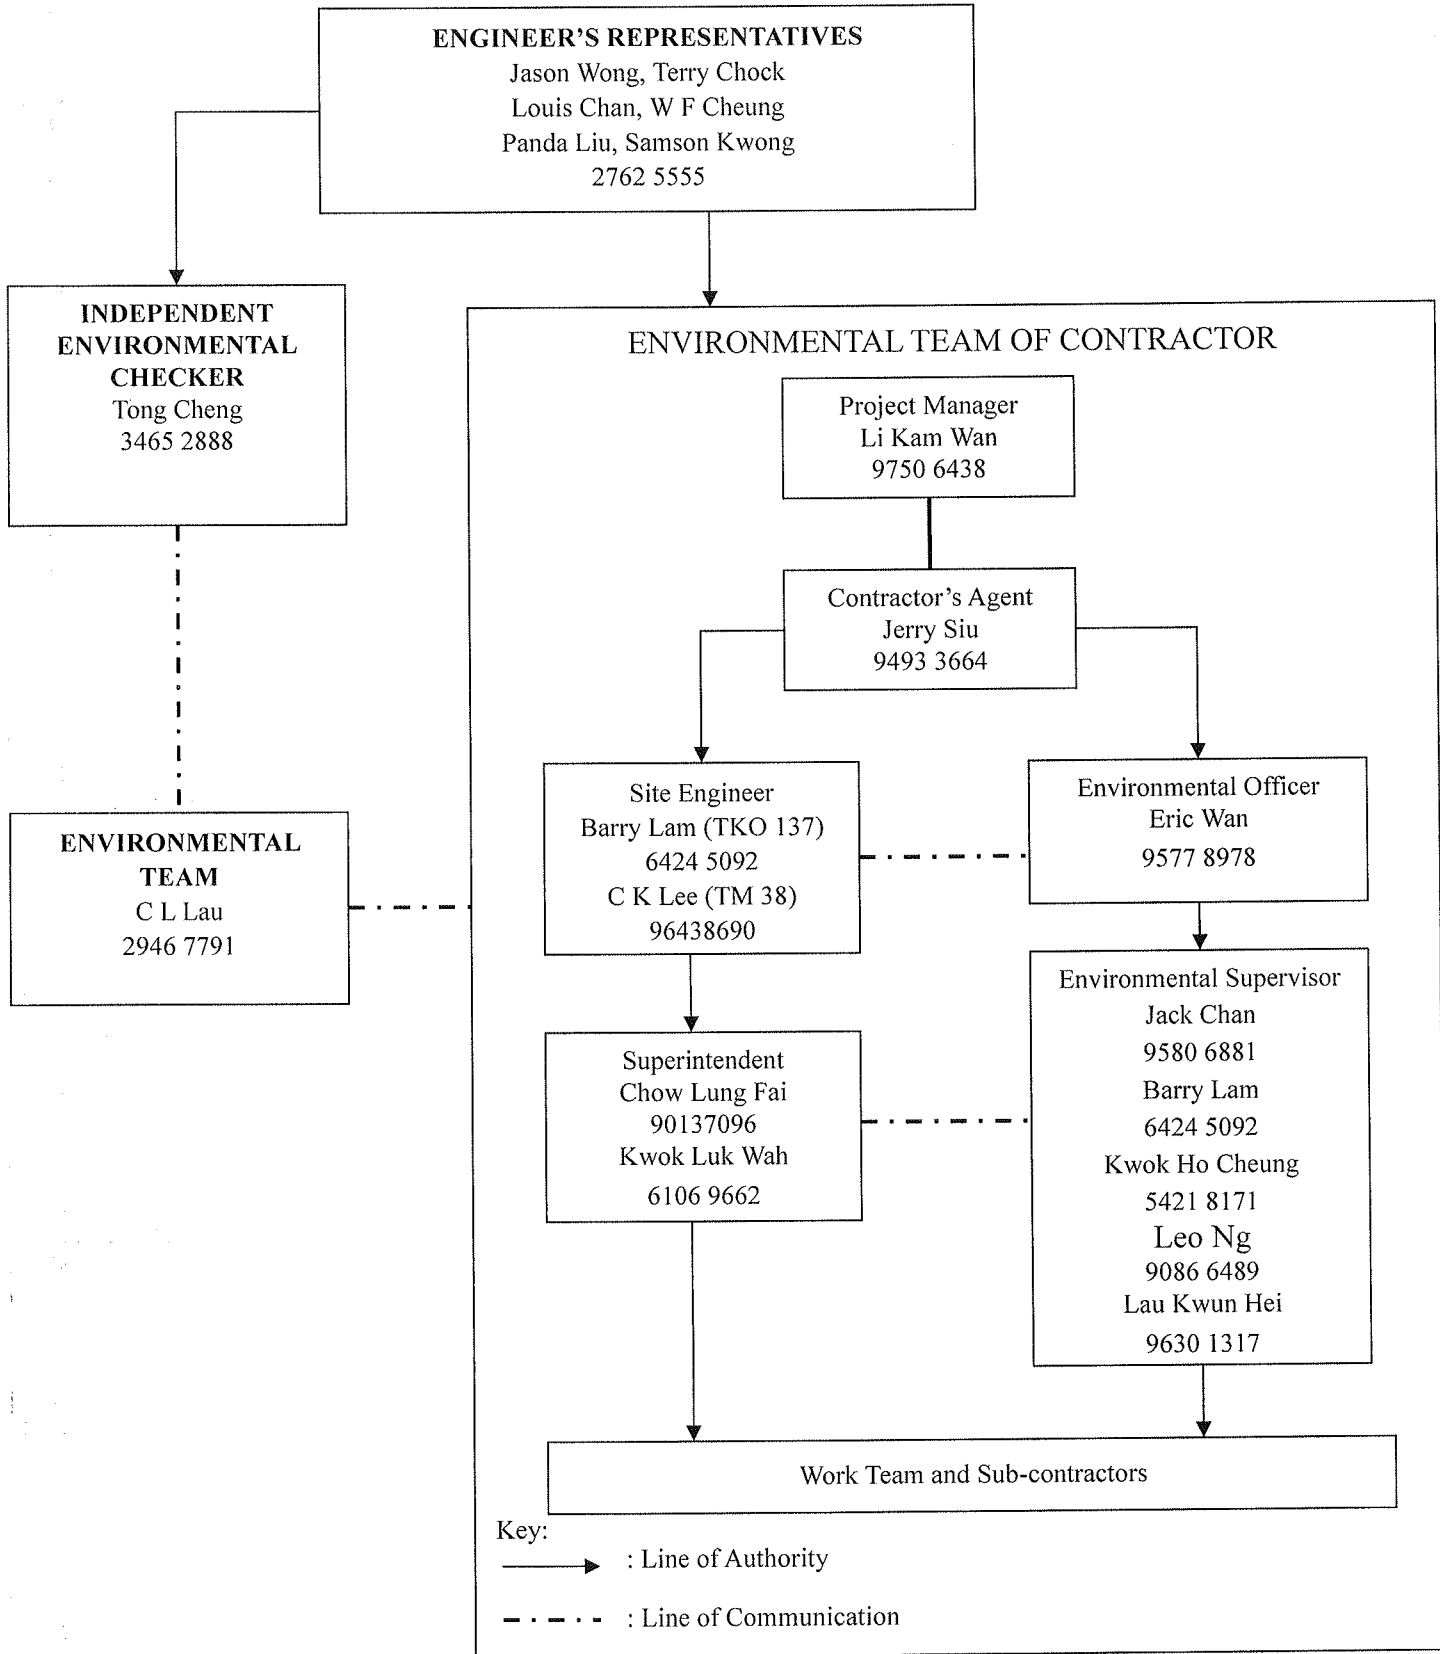 ENGINEER'S REPRESENTATIVES
Jason Wong, Terry Chock
Louis Chan, W F Cheung
Panda Liu, Samson Kwong
2762 5555
INDEPENDENT
ENVIRONMENTAL
CHECKER
Tong Cheng
3465 2888
ENVIRONMENTAL
TEAM
C L Lau
2946 7791
ENVIRONMENTAL TEAM OF CONTRACTOR
Project Manager
Li Kam Wan
9750 6438
Contractor's Agent
Jerry Siu
9493 3664
Site Engineer
Barry Lam (TKO 137)
6424 5092
C K Lee (TM 38)
96438690
Environmental Officer
Eric Wan
9577 8978
Superintendent
Chow Lung Fai
90137096
Kwok Luk Wah
6106 9662
Environmental Supervisor
Jack Chan
9580 6881
Barry Lam
6424 5092
Kwok Ho Cheung
5421 8171
Leo Ng
9086 6489
Lau Kwun Hei
9630 1317
Work Team and Sub-contractors
Key:
: Line of Authority
: Line of Communication